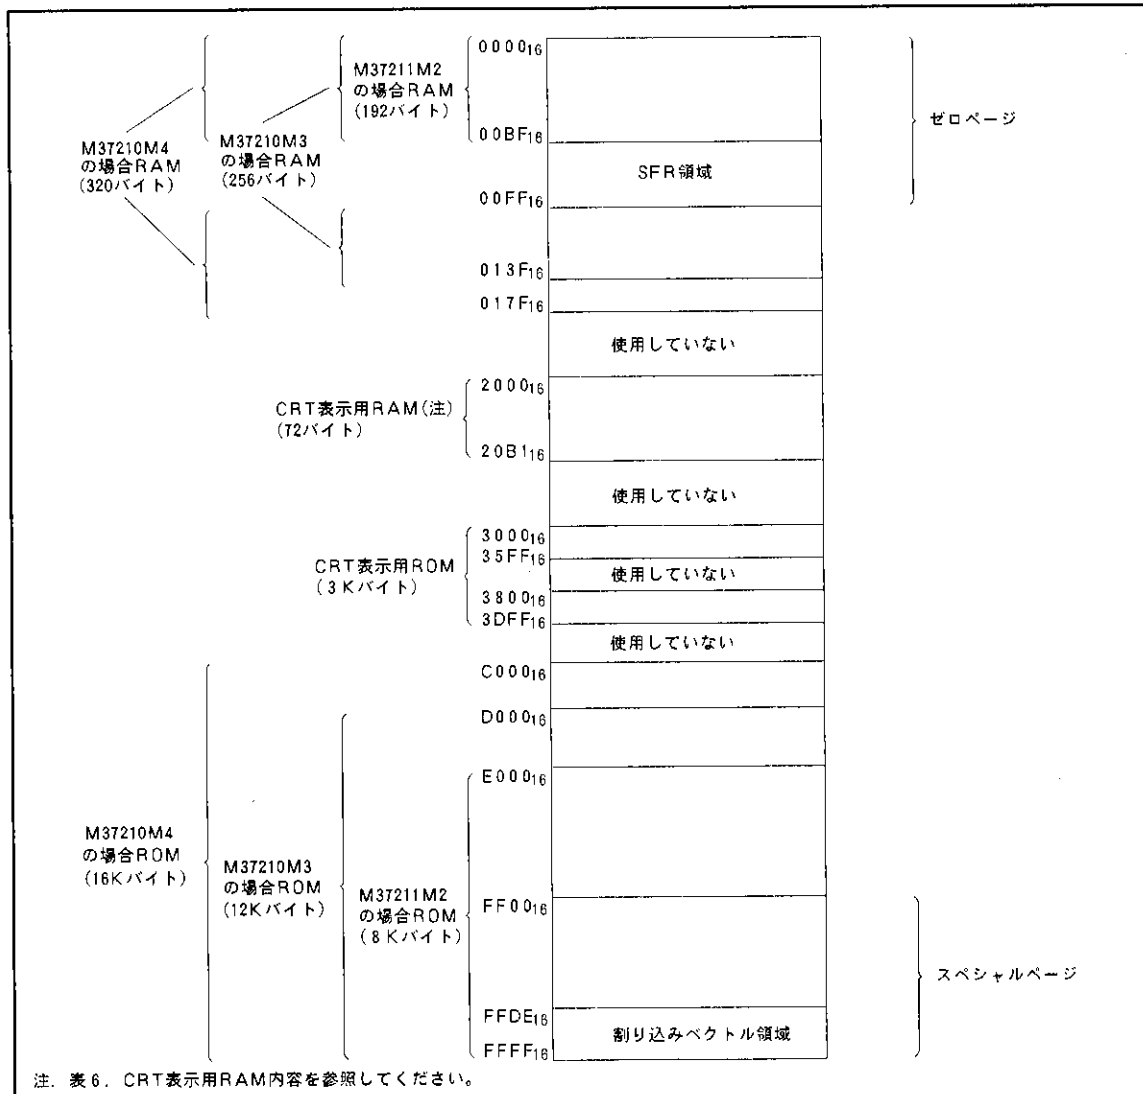 0000₁₆
M37211M2
の場合RAM
(192バイト)
00BF₁₆
ゼロページ
M37210M4
の場合RAM
(320バイト)
M37210M3
の場合RAM
(256バイト)
SFR領域
00FF₁₆
013F₁₆
017F₁₆
使用していない
2000₁₆
CRT表示用RAM(注)
(72バイト)
20B1₁₆
使用していない
3000₁₆
35FF₁₆
CRT表示用ROM
(3Kバイト)
使用していない
3800₁₆
3DFF₁₆
使用していない
C000₁₆
D000₁₆
E000₁₆
M37210M4
の場合ROM
(16Kバイト)
M37210M3
の場合ROM
(12Kバイト)
M37211M2
の場合ROM
(8Kバイト)
FF00₁₆
スペシャルページ
FFDE₁₆
割り込みベクトル領域
FFFF₁₆
注. 表6. CRT表示用RAM内容を参照してください。